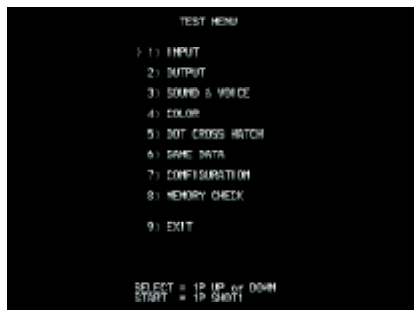 TEST MENU
> 1) INPUT
2) OUTPUT
3) SOUND & VOICE
4) COLOR
5) DOT CROSS HATCH
6) GAME DATA
7) CONFIGURATION
8) MEMORY CHECK
9) EXIT
SELECT = 1P UP or DOWN
START = 1P SHOT1